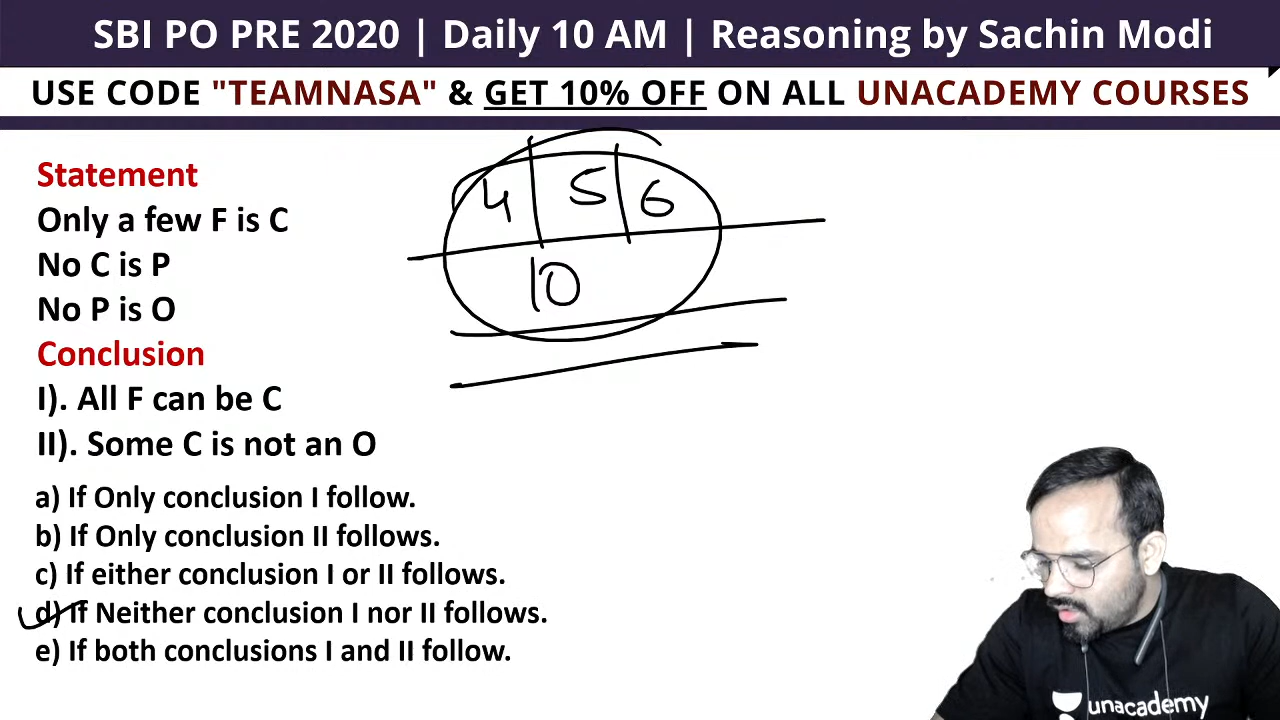 SBI PO PRE 2020 | Daily 10 AM | Reasoning by Sachin Modi
USE CODE "TEAMNASA" & GET 10% OFF ON ALL UNACADEMY COURSES
Statement
Only a few F is C
No C is P
No P is O
Conclusion
I). All F can be C
II). Some C is not an O
a) If Only conclusion I follow.
b) If Only conclusion II follows.
c) If either conclusion I or II follows.
d) If Neither conclusion I nor II follows.
e) If both conclusions I and II follow.
4 5 6
10
unacademy